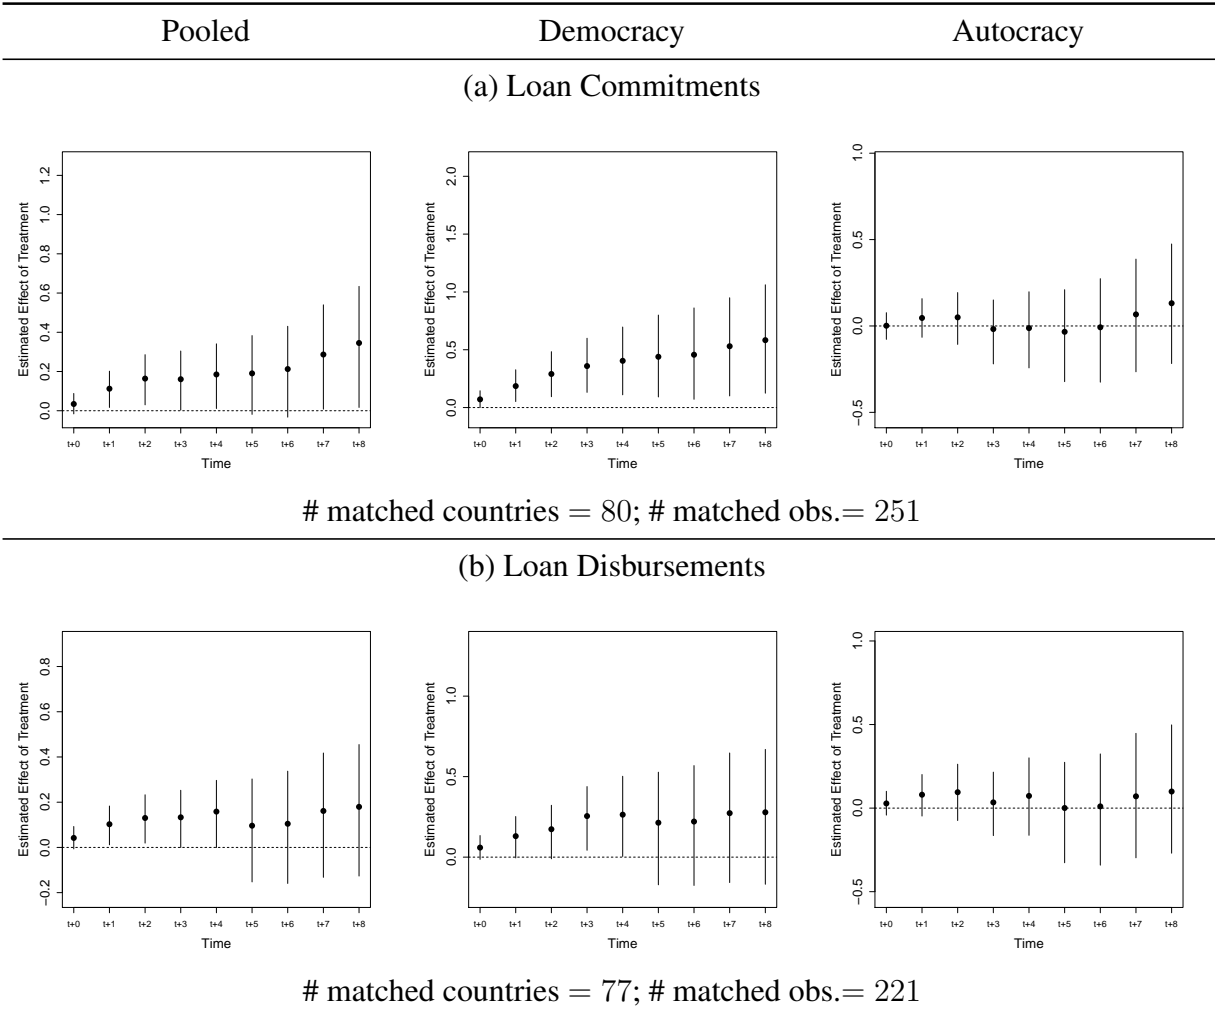 Pooled Democracy Autocracy
(a) Loan Commitments
Estimated Effect of Treatment
0.0 0.2 0.4 0.6 0.8 1.0 1.2
t+0 t+1 t+2 t+3 t+4 t+5 t+6 t+7 t+8
Time
Estimated Effect of Treatment
0.0 0.5 1.0 1.5 2.0
t+0 t+1 t+2 t+3 t+4 t+5 t+6 t+7 t+8
Time
Estimated Effect of Treatment
−0.5 0.0 0.5 1.0
t+0 t+1 t+2 t+3 t+4 t+5 t+6 t+7 t+8
Time
# matched countries = 80; # matched obs.= 251
(b) Loan Disbursements
Estimated Effect of Treatment
−0.2 0.0 0.2 0.4 0.6 0.8
t+0 t+1 t+2 t+3 t+4 t+5 t+6 t+7 t+8
Time
Estimated Effect of Treatment
0.0 0.5 1.0
t+0 t+1 t+2 t+3 t+4 t+5 t+6 t+7 t+8
Time
Estimated Effect of Treatment
−0.5 0.0 0.5 1.0
t+0 t+1 t+2 t+3 t+4 t+5 t+6 t+7 t+8
Time
# matched countries = 77; # matched obs.= 221